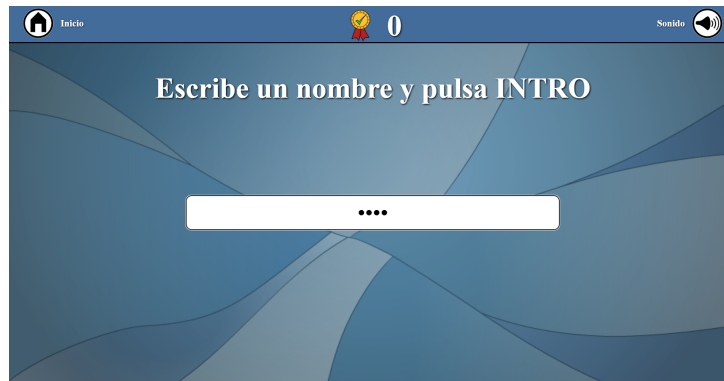 Inicio
0
Sonido
Escribe un nombre y pulsa INTRO
••••